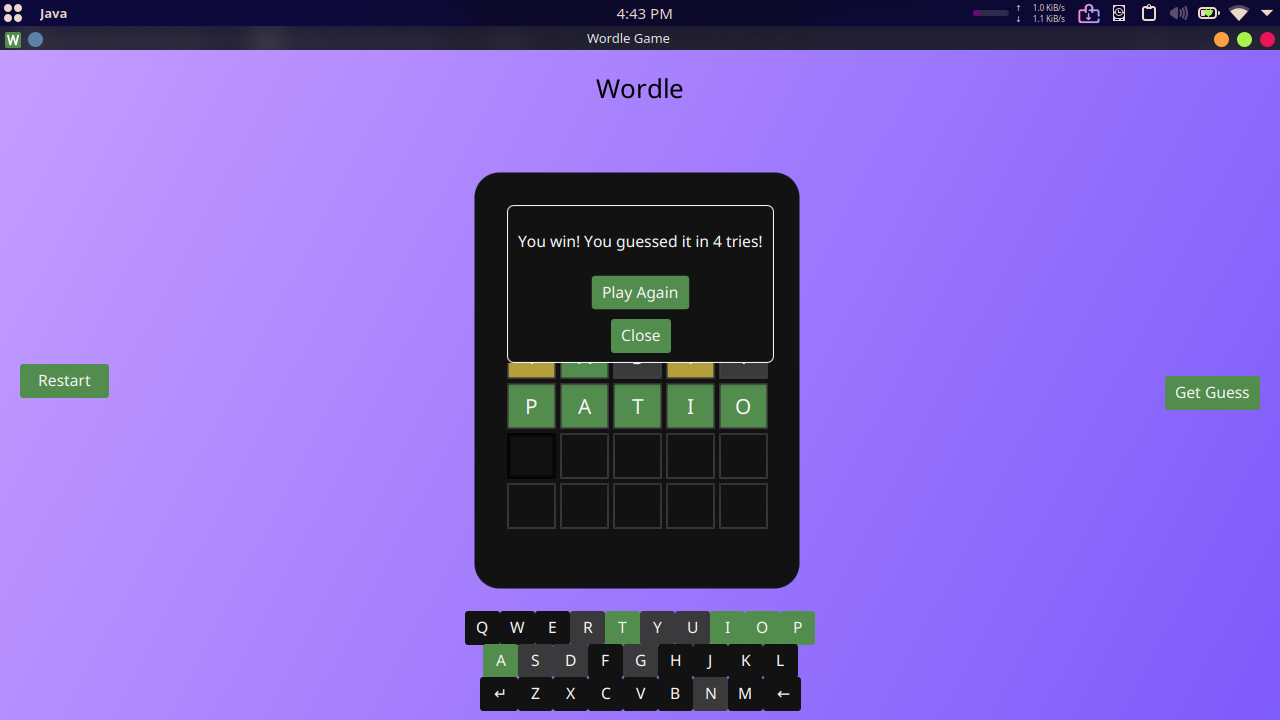 Java
4:43 PM
↑ 1.0 KiB/s
↓ 1.1 KiB/s
W
Wordle Game
Wordle
You win! You guessed it in 4 tries!
Play Again
Close
Restart
Get Guess
P A T I O
Q W E R T Y U I O P
A S D F G H J K L
↵ Z X C V B N M ←